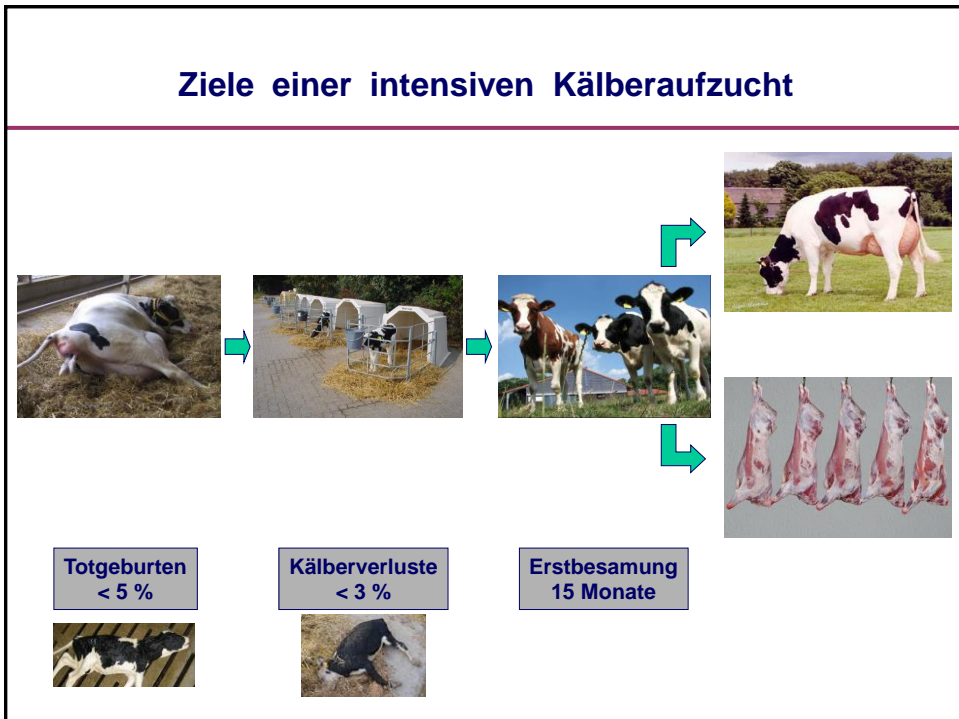 Ziele einer intensiven Kälberaufzucht
Totgeburten
< 5 %
Kälberverluste
< 3 %
Erstbesamung
15 Monate